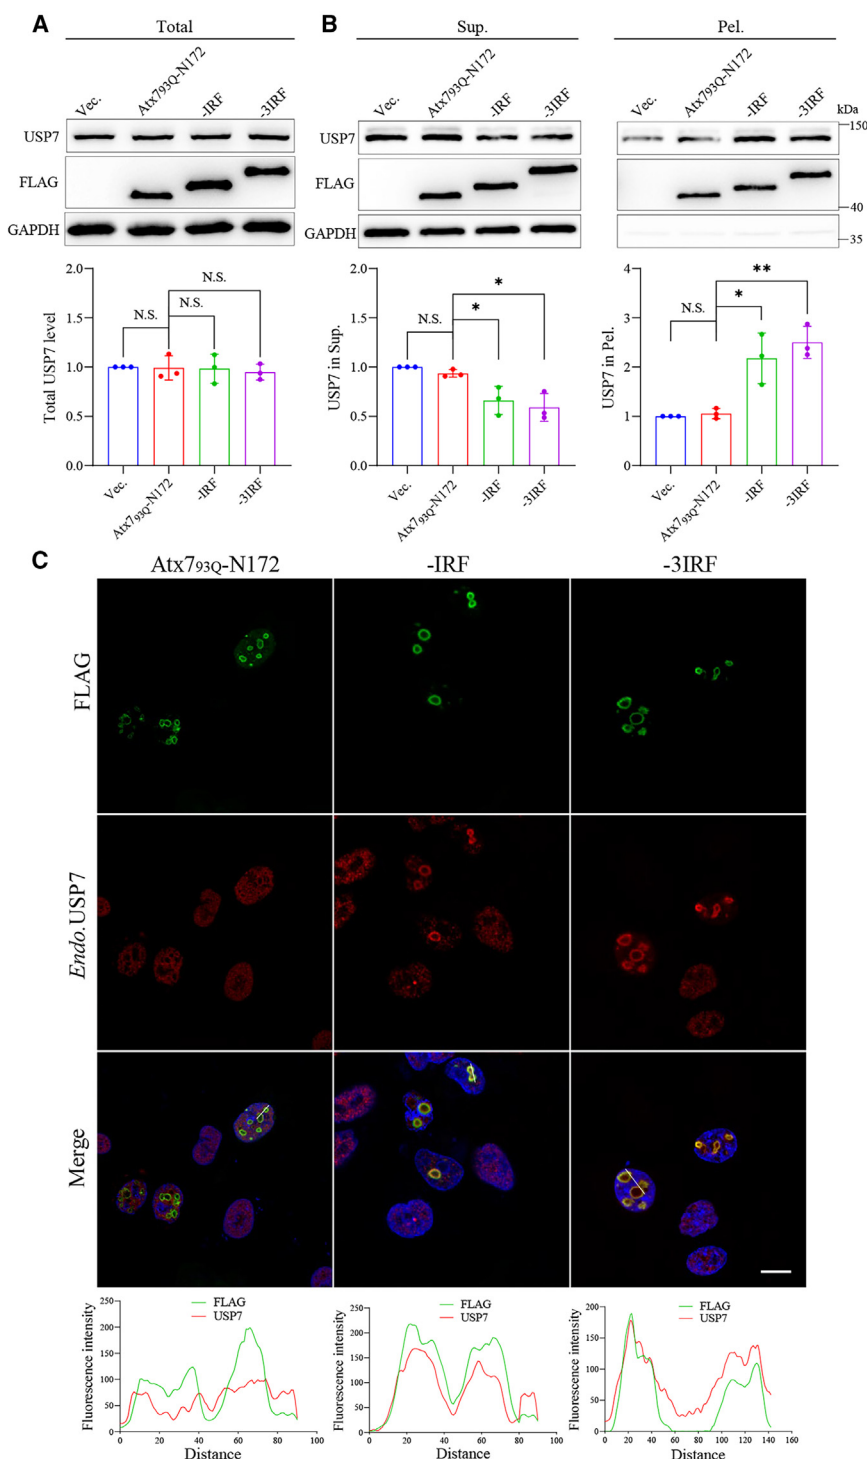 A
Total
Vec.
Atx793Q-N172
-IRF
-3IRF
USP7
FLAG
GAPDH
B
Sup.
Pel.
Vec.
Atx793Q-N172
-IRF
-3IRF
Vec.
Atx793Q-N172
-IRF
-3IRF
kDa
USP7
FLAG
GAPDH
150
40
35
Total USP7 level
2.0
1.5
1.0
0.5
0.0
N.S.
N.S.
N.S.
Vec.
Atx793Q-N172
-IRF
-3IRF
USP7 in Sup.
2.0
1.5
1.0
0.5
0.0
N.S.
*
*
Vec.
Atx793Q-N172
-IRF
-3IRF
USP7 in Pel.
4
3
2
1
0
N.S.
*
**
Vec.
Atx793Q-N172
-IRF
-3IRF
C
Atx793Q-N172
-IRF
-3IRF
FLAG
Endo.USP7
Merge
Fluorescence intensity
250
200
150
100
50
0
FLAG
USP7
0 20 40 60 80 100
Distance
Fluorescence intensity
250
200
150
100
50
0
FLAG
USP7
0 20 40 60 80 100
Distance
Fluorescence intensity
200
150
100
50
0
FLAG
USP7
0 20 40 60 80 100 120 140 160
Distance